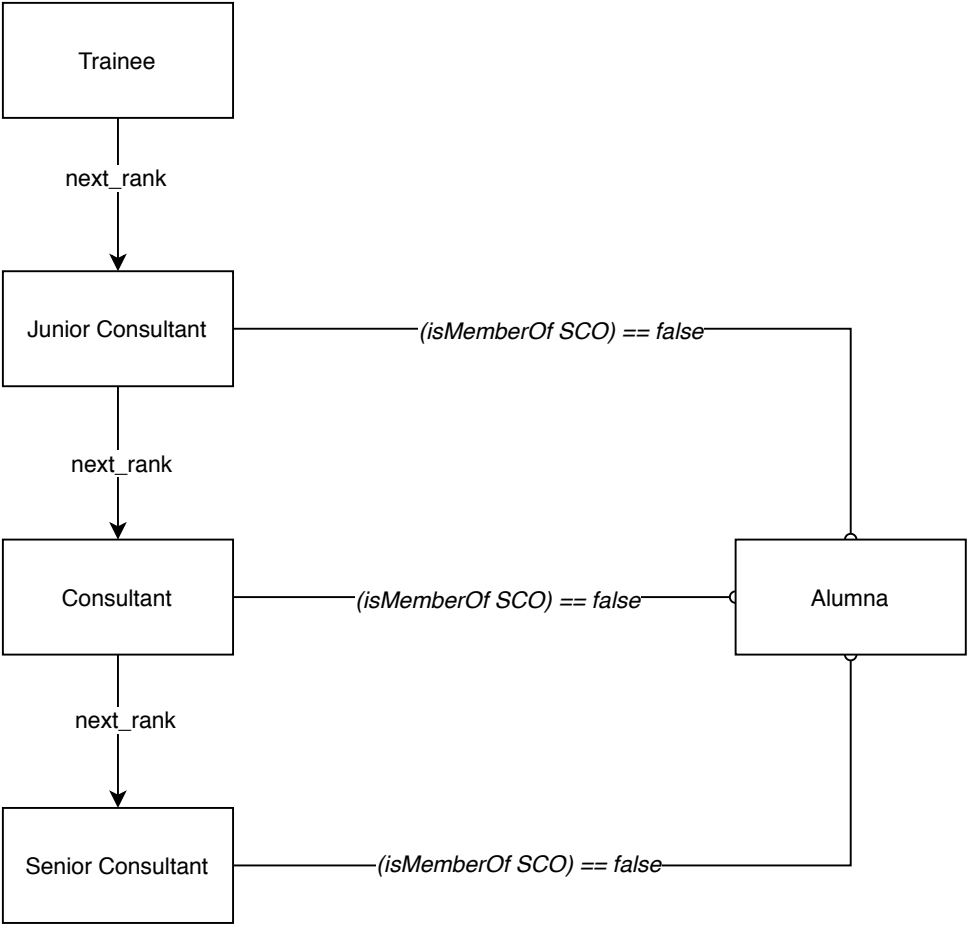 Trainee
next_rank
Junior Consultant
(isMemberOf SCO) == false
next_rank
Consultant
(isMemberOf SCO) == false
Alumna
next_rank
Senior Consultant
(isMemberOf SCO) == false